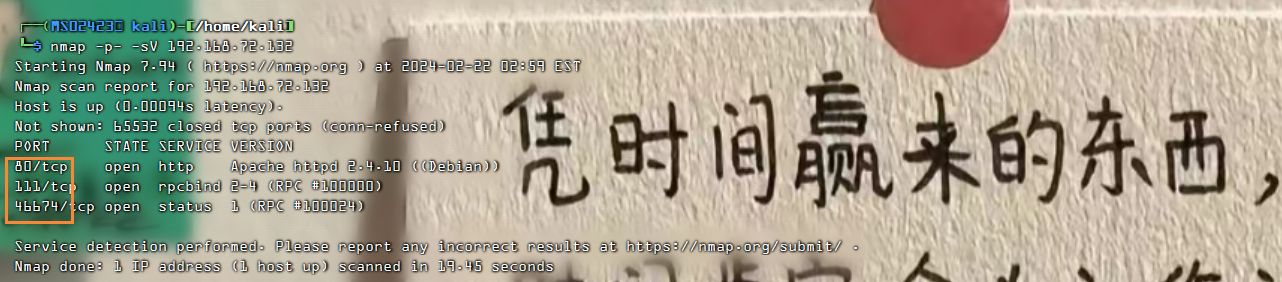 (MS02423㉿kali)-[/home/kali]
$ nmap -p- -sV 192.168.72.132
Starting Nmap 7.94 ( https://nmap.org ) at 2024-02-22 02:59 EST
Nmap scan report for 192.168.72.132
Host is up (0.00094s latency).
Not shown: 65532 closed tcp ports (conn-refused)
PORT STATE SERVICE VERSION
80/tcp open http Apache httpd 2.4.10 ((Debian))
111/tcp open rpcbind 2-4 (RPC #100000)
46674/tcp open status 1 (RPC #100024)
Service detection performed. Please report any incorrect results at https://nmap.org/submit/ .
Nmap done: 1 IP address (1 host up) scanned in 19.45 seconds
凭时间赢来的东西，